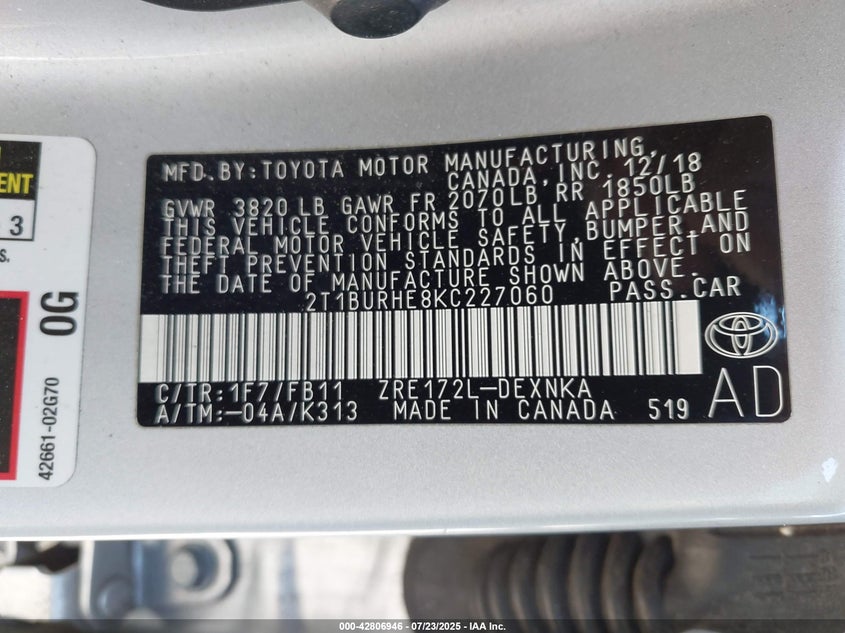 ENT
3
s.
0G
42661-02G70
MFD.BY:TOYOTA MOTOR MANUFACTURING,
CANADA,INC. 12/18
GVWR 3820 LB GAWR FR 2070LB RR 1850LB
THIS VEHICLE CONFORMS TO ALL APPLICABLE
FEDERAL MOTOR VEHICLE SAFETY,BUMPER,AND
THEFT PREVENTION STANDARDS IN EFFECT ON
THE DATE OF MANUFACTURE SHOWN ABOVE.
2T1BURHE8KC227060 PASS.CAR
C/TR:1F7/FB11 ZRE172L-DEXNKA
A/TM:-04A/K313 MADE IN CANADA 519
AD
000-42806946 - 07/23/2025 - IAA Inc.